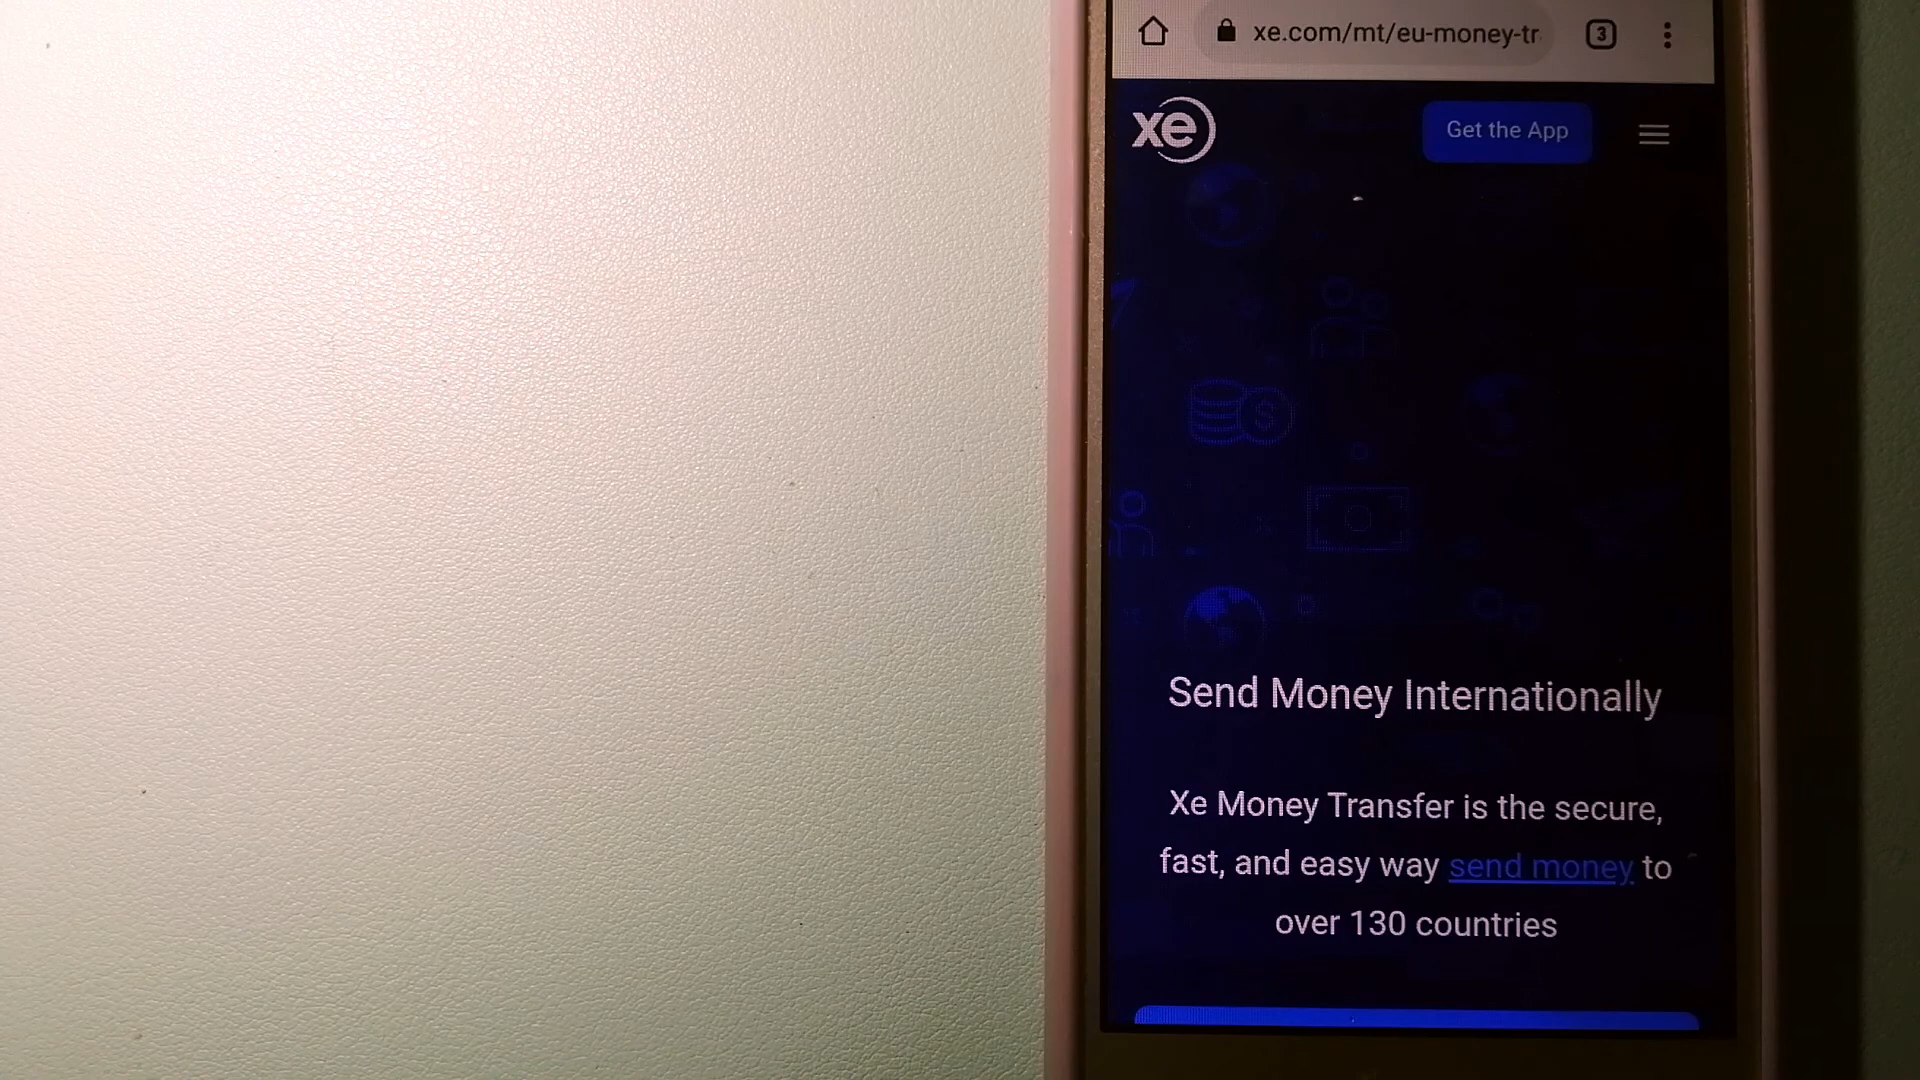 xe.com/mt/eu-money-tr
3
xe
Get the App
Send Money Internationally
Xe Money Transfer is the secure,
fast, and easy way send money to
over 130 countries